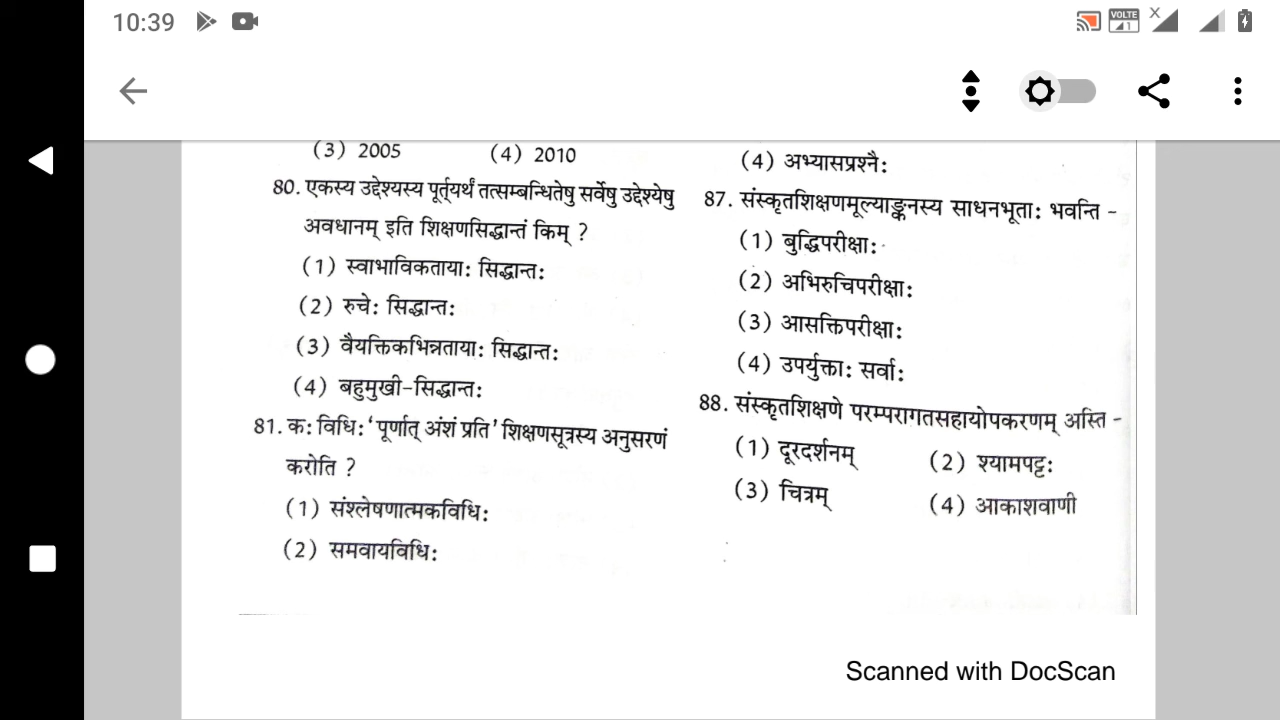 10:39
VOLTE
1
X
(3) 2005 (4) 2010
80. एकस्य उद्देश्यस्य पूर्त्यर्थं तत्सम्बन्धितेषु सर्वेषु उद्देश्येषु
अवधानम् इति शिक्षणसिद्धान्तं किम् ?
(1) स्वाभाविकतायाः सिद्धान्तः
(2) रुचेः सिद्धान्तः
(3) वैयक्तिकभिन्नतायाः सिद्धान्तः
(4) बहुमुखी-सिद्धान्तः
81. कः विधिः 'पूर्णात् अंशं प्रति' शिक्षणसूत्रस्य अनुसरणं
करोति ?
(1) संश्लेषणात्मकविधिः
(2) समवायविधिः
(4) अभ्यासप्रश्नैः
87. संस्कृतशिक्षणमूल्याङ्कनस्य साधनभूताः भवन्ति -
(1) बुद्धिपरीक्षाः
(2) अभिरुचिपरीक्षाः
(3) आसक्तिपरीक्षाः
(4) उपर्युक्ताः सर्वाः
88. संस्कृतशिक्षणे परम्परागतसहायोपकरणम् अस्ति -
(1) दूरदर्शनम् (2) श्यामपट्टः
(3) चित्रम् (4) आकाशवाणी
Scanned with DocScan